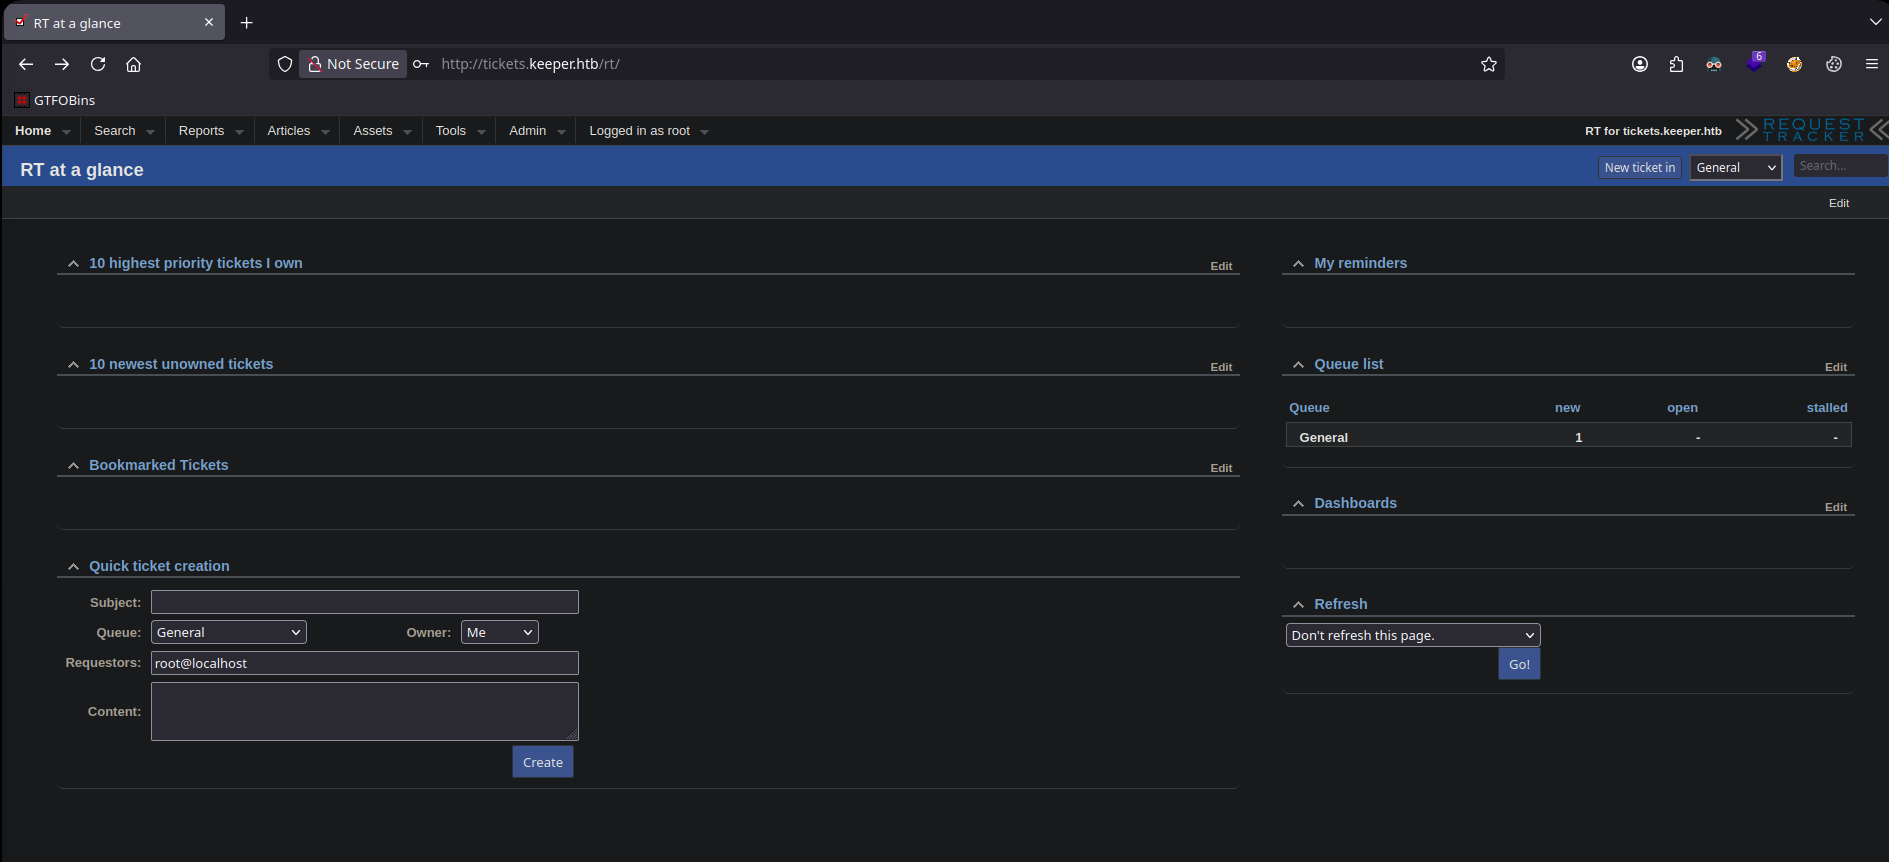 RT at a glance
Not Secure
http://tickets.keeper.htb/rt/
6
GTFOBins
Home Search Reports Articles Assets Tools Admin Logged in as root
RT for tickets.keeper.htb
REQUEST
TRACKER
RT at a glance
New ticket in General Search...
Edit
10 highest priority tickets I own Edit
My reminders
10 newest unowned tickets Edit
Queue list Edit
Queue new open stalled
General 1 - -
Bookmarked Tickets Edit
Dashboards Edit
Quick ticket creation
Subject:
Queue: General Owner: Me
Requestors: root@localhost
Content:
Create
Refresh
Don't refresh this page.
Go!